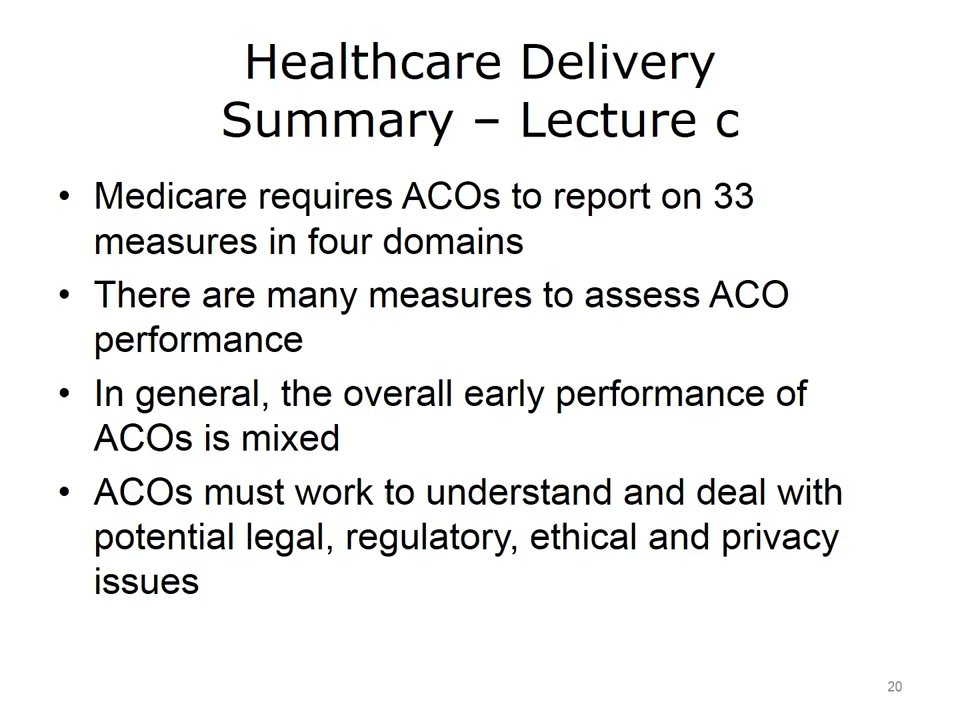 Healthcare Delivery
Summary – Lecture c
• Medicare requires ACOs to report on 33
measures in four domains
• There are many measures to assess ACO
performance
• In general, the overall early performance of
ACOs is mixed
• ACOs must work to understand and deal with
potential legal, regulatory, ethical and privacy
issues
20